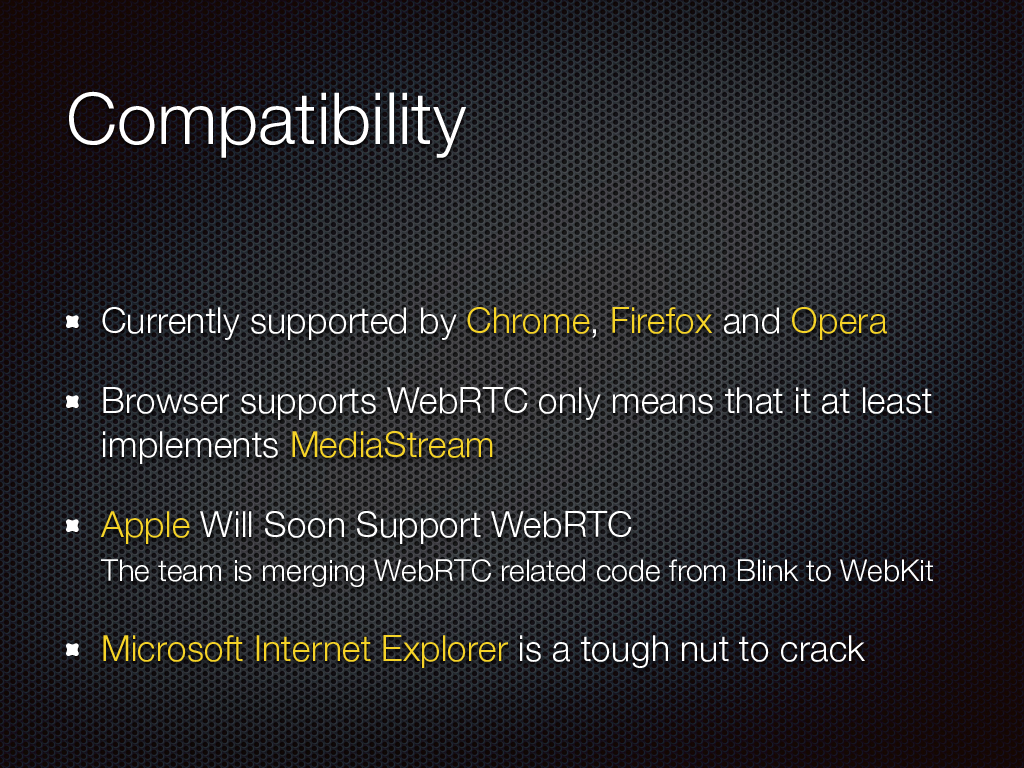 Compatibility
Currently supported by Chrome, Firefox and Opera
Browser supports WebRTC only means that it at least
implements MediaStream
Apple Will Soon Support WebRTC
The team is merging WebRTC related code from Blink to WebKit
Microsoft Internet Explorer is a tough nut to crack